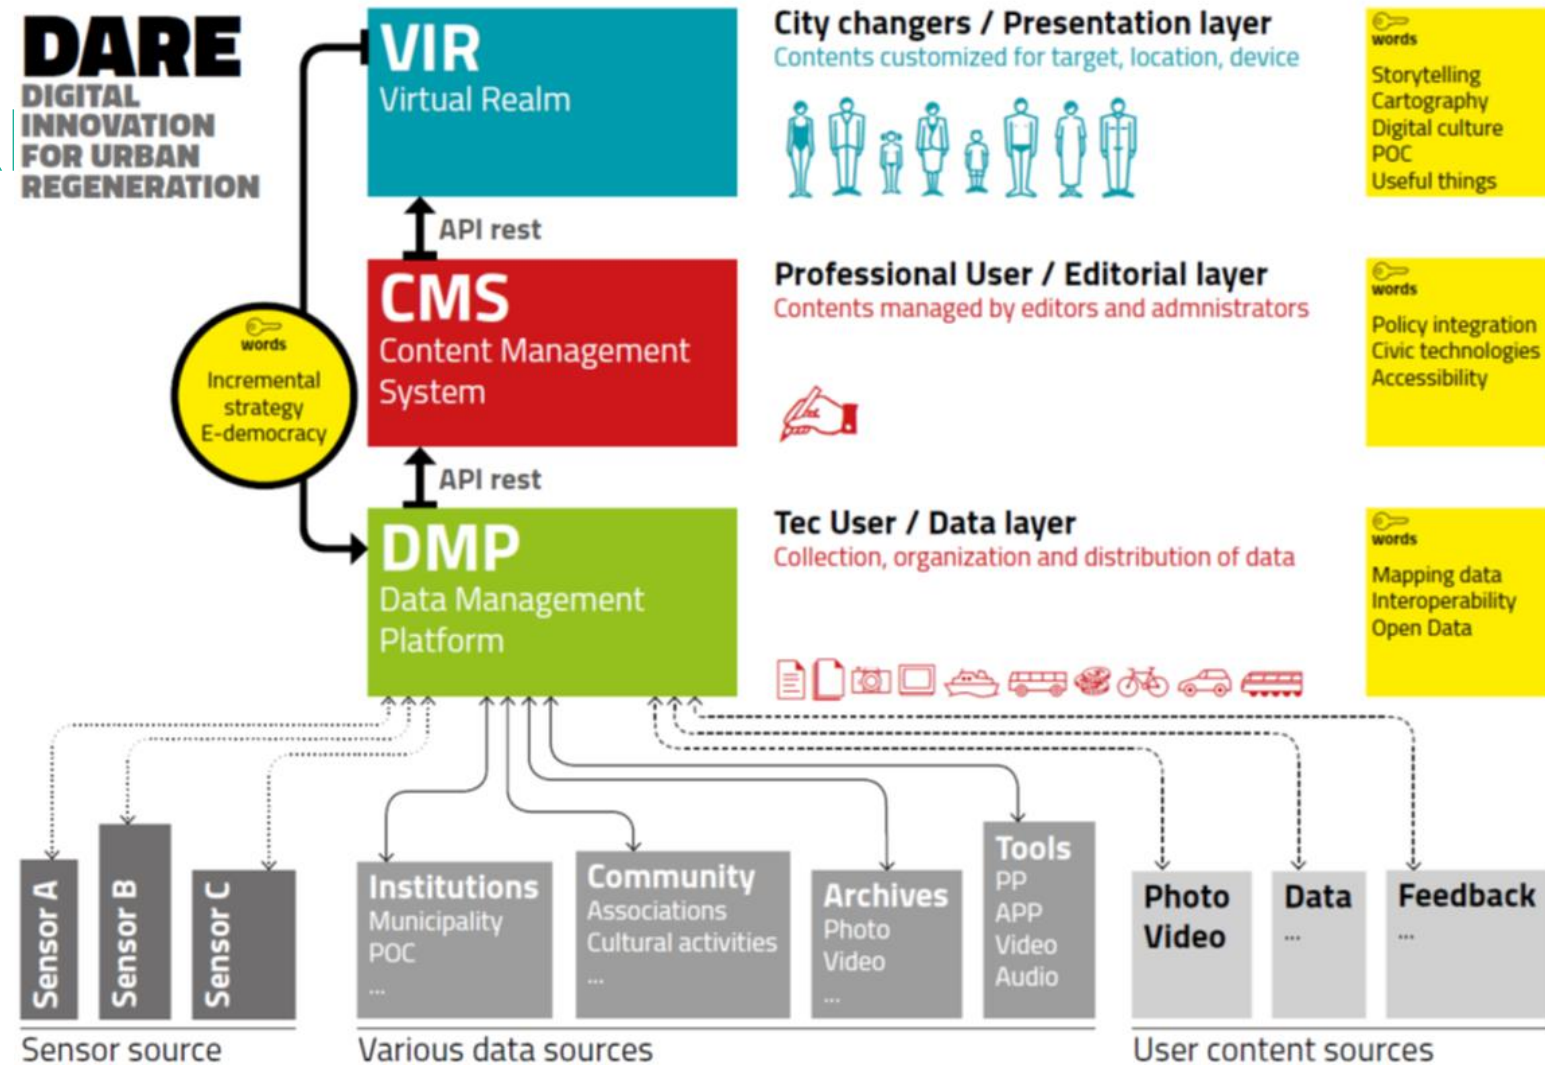 DARE
DIGITAL
INNOVATION
FOR URBAN
REGENERATION
VIR
Virtual Realm
City changers / Presentation layer
Contents customized for target, location, device
words
Storytelling
Cartography
Digital culture
POC
Useful things
API rest
CMS
Content Management
System
Professional User / Editorial layer
Contents managed by editors and admnistrators
words
Policy integration
Civic technologies
Accessibility
words
Incremental
strategy
E-democracy
API rest
DMP
Data Management
Platform
Tec User / Data layer
Collection, organization and distribution of data
words
Mapping data
Interoperability
Open Data
Sensor A
Sensor B
Sensor C
Sensor source
Institutions
Municipality
POC
...
Community
Associations
Cultural activities
...
Archives
Photo
Video
...
Tools
PP
APP
Video
Audio
Various data sources
Photo
Video
Data
...
Feedback
...
User content sources